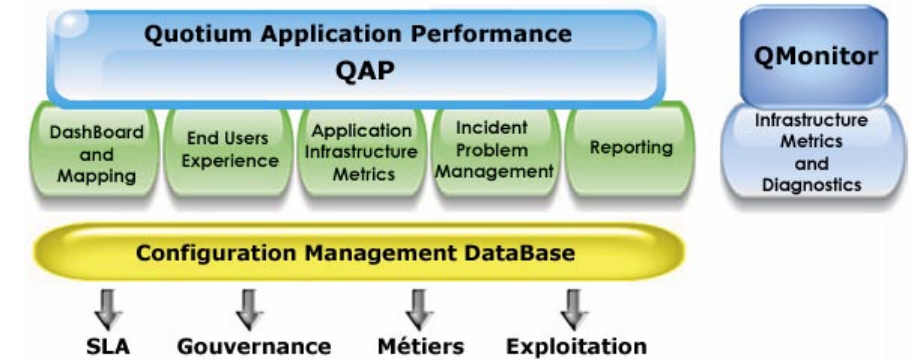 Quotium Application Performance
QAP
QMonitor
DashBoard
and
Mapping
End Users
Experience
Application
Infrastructure
Metrics
Incident
Problem
Management
Reporting
Infrastructure
Metrics
and
Diagnostics
Configuration Management DataBase
SLA
Gouvernance
Métiers
Exploitation